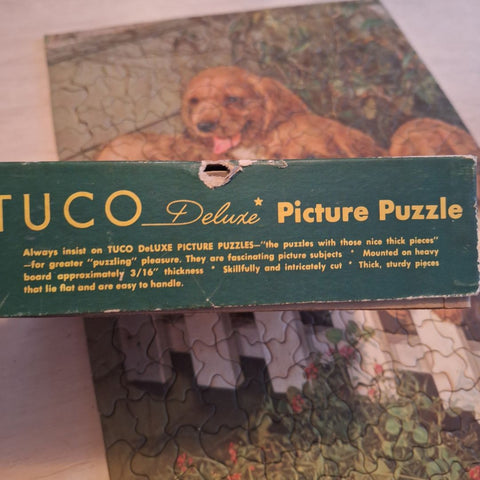 TUCO Deluxe Picture Puzzle
Always insist on TUCO DeLUXE PICTURE PUZZLES—"the puzzles with those nice thick pieces"
—for greater "puzzling" pleasure. They are fascinating picture subjects * Mounted on heavy
board approximately 3/16" thickness * Skillfully and intricately cut * Thick, sturdy pieces
that lie flat and are easy to handle.